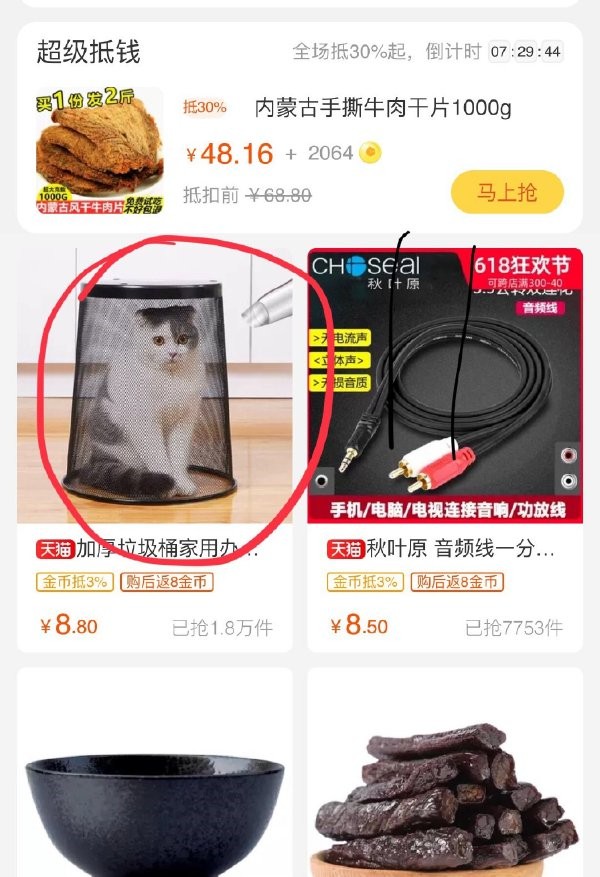 超级抵钱
全场抵30%起，倒计时 07:29:44
买1份 发2斤
超大克数
1000G
内蒙古风干牛肉片
免费试吃
不好包退
抵30% 内蒙古手撕牛肉干片1000g
¥48.16 + 2064
抵扣前 ¥68.80
马上抢
CHOSeal
秋叶原
618狂欢节
可跨店满300-40
音频线
>无电流声
<立体声>
>无损音质
手机/电脑/电视连接音响/功放线
天猫 加厚垃圾桶家用办...
金币抵3% 购后返8金币
¥8.80 已抢1.8万件
天猫 秋叶原 音频线一分...
金币抵3% 购后返8金币
¥8.50 已抢7753件